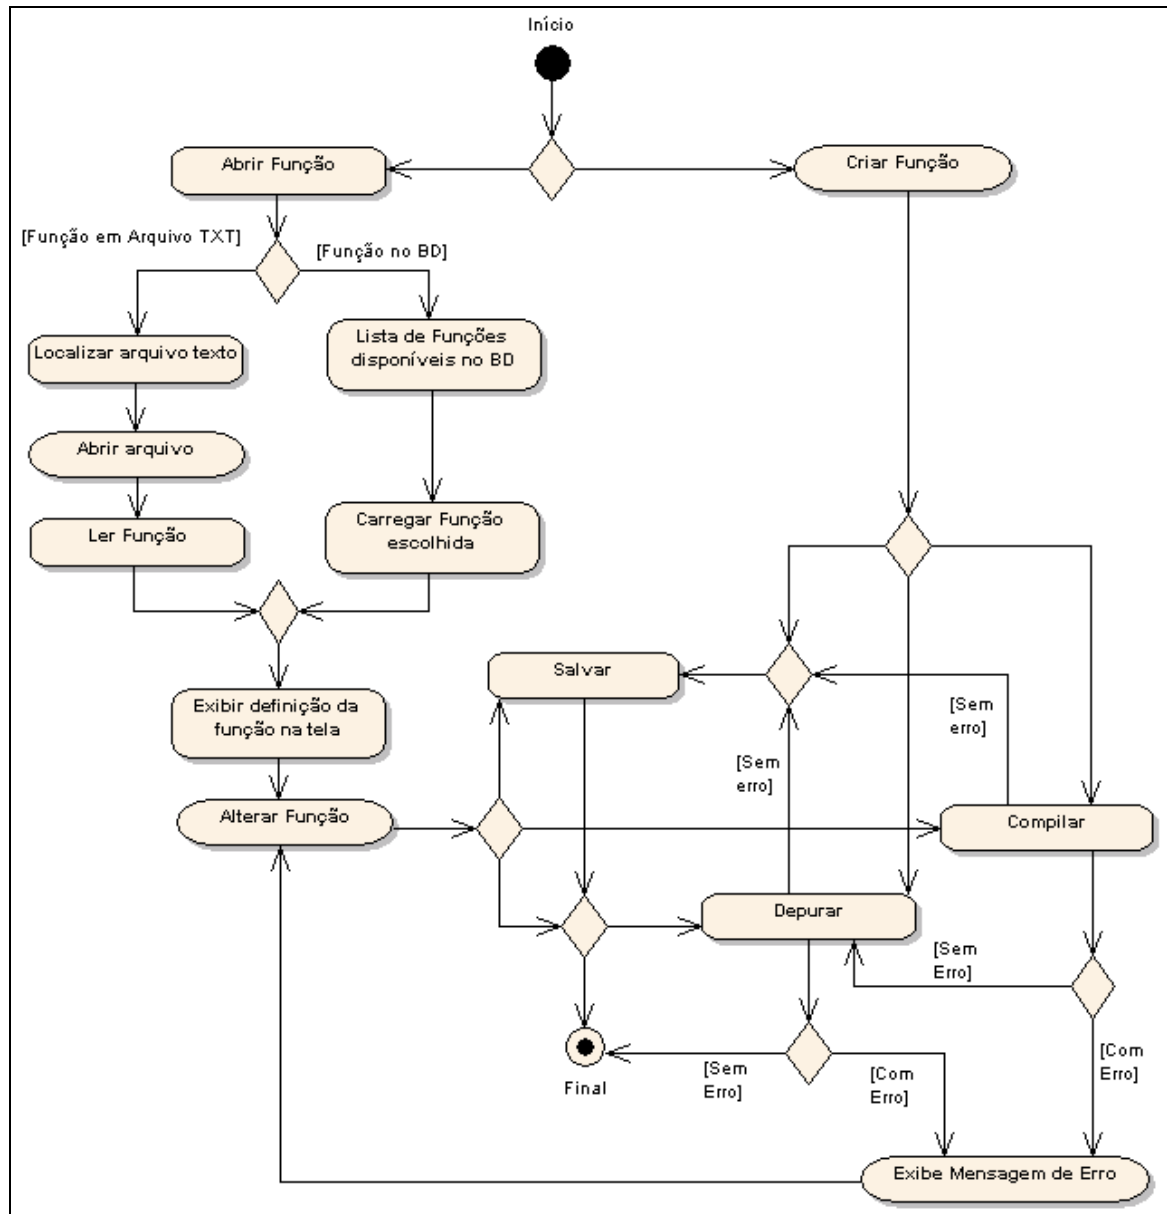 Início
Abrir Função
Criar Função
[Função em Arquivo TXT]
[Função no BD]
Localizar arquivo texto
Lista de Funções
disponíveis no BD
Abrir arquivo
Ler Função
Carregar Função
escolhida
Salvar
Exibir definição da
função na tela
[Sem
erro]
[Sem
erro]
Alterar Função
Compilar
Depurar
[Sem
Erro]
Final
[Sem
Erro]
[Com
Erro]
[Com
Erro]
Exibe Mensagem de Erro